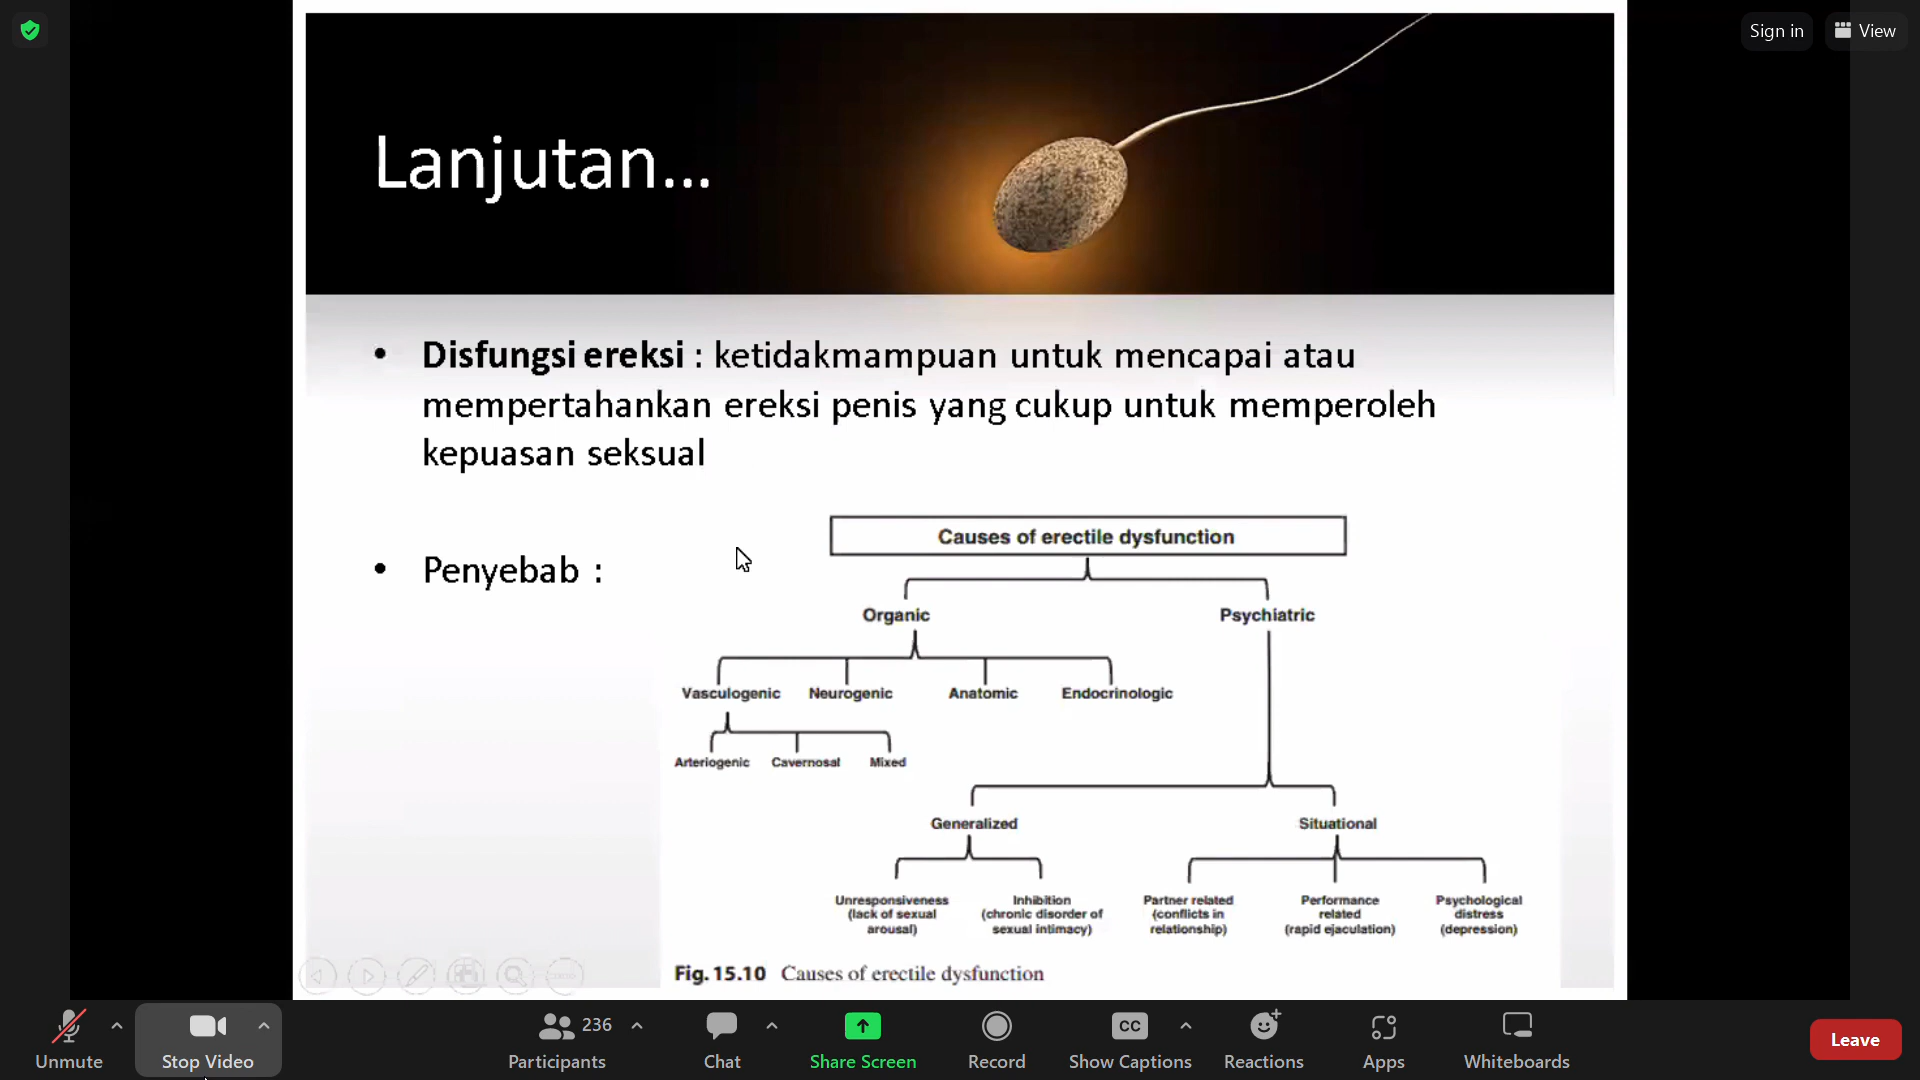 Sign in
View
Lanjutan...
• Disfungsi ereksi : ketidakmampuan untuk mencapai atau
mempertahankan ereksi penis yang cukup untuk memperoleh
kepuasan seksual
• Penyebab :
Causes of erectile dysfunction
Organic
Psychiatric
Vasculogenic
Neurogenic
Anatomic
Endocrinologic
Arteriogenic
Cavernosal
Mixed
Generalized
Situational
Unresponsiveness
(lack of sexual
arousal)
Inhibition
(chronic disorder of
sexual intimacy)
Partner related
(conflicts in
relationship)
Performance
related
(rapid ejaculation)
Psychological
distress
(depression)
Fig. 15.10 Causes of erectile dysfunction
Unmute
Stop Video
236
Participants
Chat
Share Screen
Record
CC
Show Captions
Reactions
Apps
Whiteboards
Leave